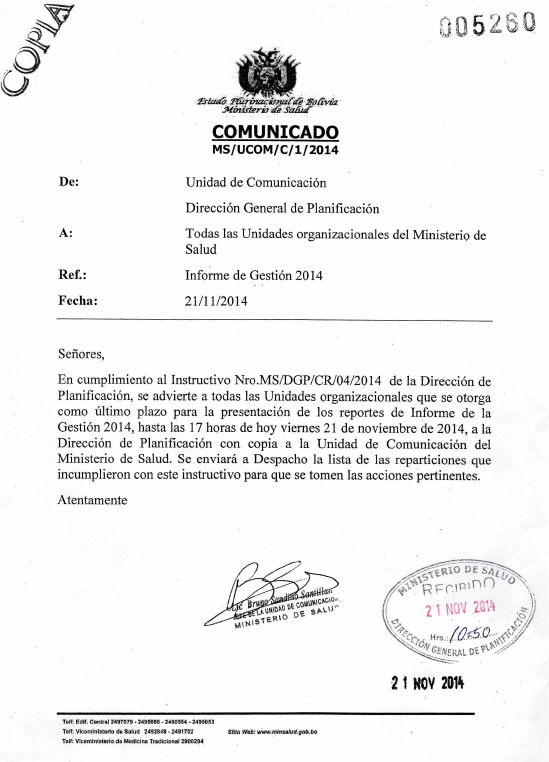 COPIA
005260
Estado Plurinacional de Bolivia
Ministerio de Salud
COMUNICADO
MS/UCOM/C/1/2014
De: Unidad de Comunicación
Dirección General de Planificación
A: Todas las Unidades organizacionales del Ministerio de
Salud
Ref.: Informe de Gestión 2014
Fecha: 21/11/2014
Señores,
En cumplimiento al Instructivo Nro.MS/DGP/CR/04/2014 de la Dirección de
Planificación, se advierte a todas las Unidades organizacionales que se otorga
como último plazo para la presentación de los reportes de Informe de la
Gestión 2014, hasta las 17 horas de hoy viernes 21 de noviembre de 2014, a la
Dirección de Planificación con copia a la Unidad de Comunicación del
Ministerio de Salud. Se enviará a Despacho la lista de las reparticiones que
incumplieron con este instructivo para que se tomen las acciones pertinentes.
Atentamente
Lic Bruno Sandino Santillan
JEFE DE LA UNIDAD DE COMUNICACION
MINISTERIO DE SALUD
MINISTERIO DE SALUD
RECIBIDO
21 NOV 2014
Hrs.: 10:50
DIRECCIÓN GENERAL DE PLANIFICACIÓN
21 NOV 2014
Telf: Edif. Central 2497079 - 2495086 - 2490554 - 2495053
Telf: Viceministerio de Salud 2492848 - 2491702 Sitio Web: www.minsalud.gob.bo
Telf: Viceministerio de Medicina Tradicional 2900294